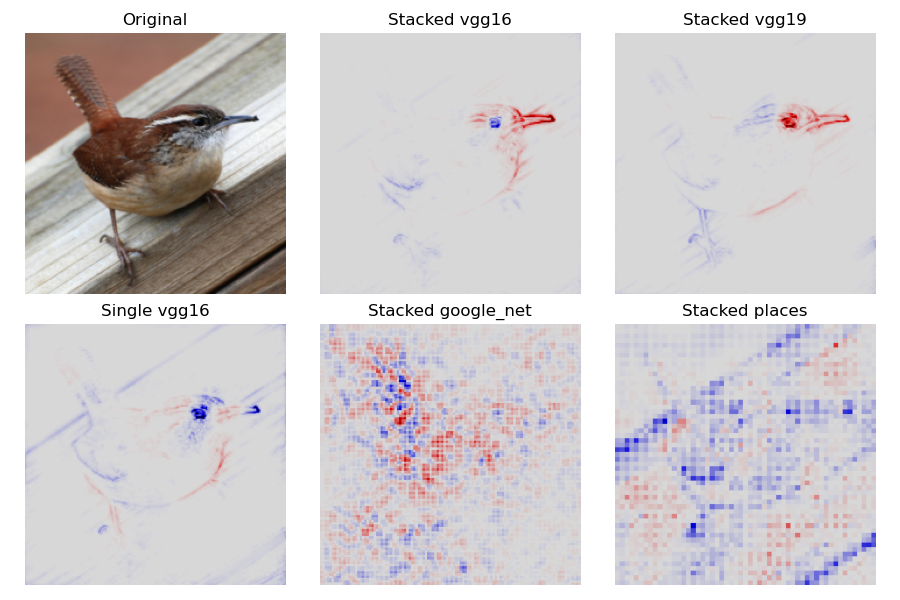 Original
Stacked vgg16
Stacked vgg19
Single vgg16
Stacked google_net
Stacked places